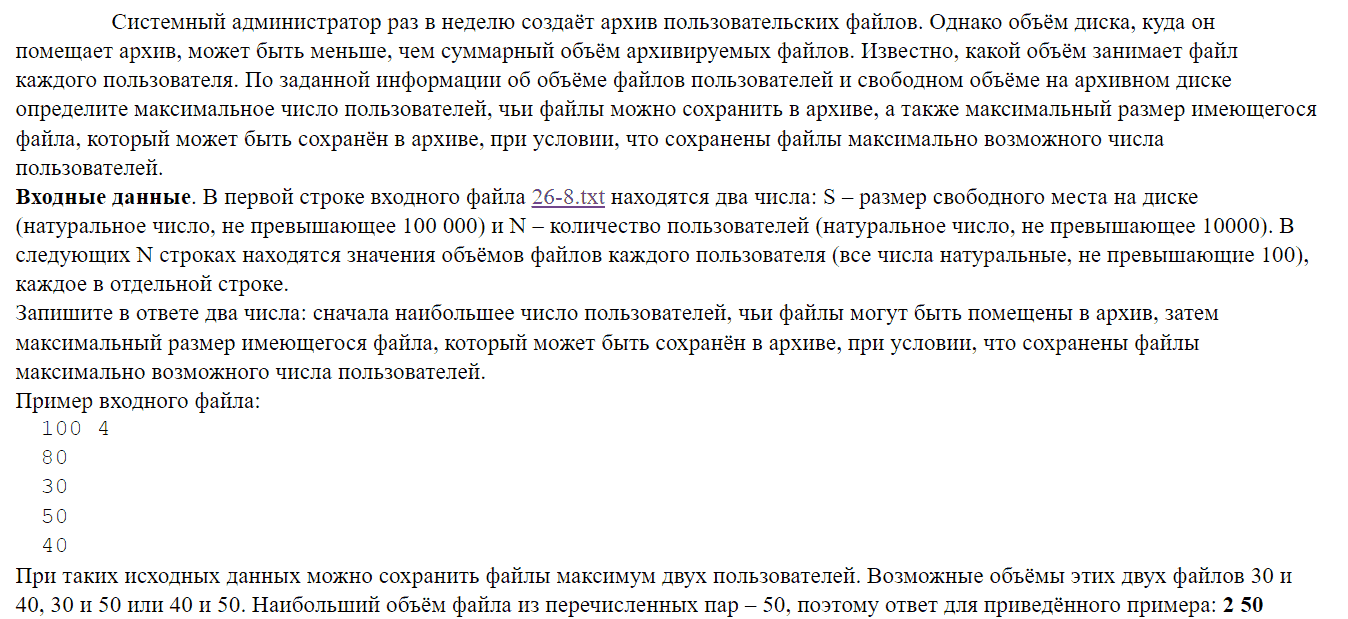 Системный администратор раз в неделю создаёт архив пользовательских файлов. Однако объём диска, куда он
помещает архив, может быть меньше, чем суммарный объём архивируемых файлов. Известно, какой объём занимает файл
каждого пользователя. По заданной информации об объёме файлов пользователей и свободном объёме на архивном диске
определите максимальное число пользователей, чьи файлы можно сохранить в архиве, а также максимальный размер имеющегося
файла, который может быть сохранён в архиве, при условии, что сохранены файлы максимально возможного числа
пользователей.
Входные данные. В первой строке входного файла 26-8.txt находятся два числа: S – размер свободного места на диске
(натуральное число, не превышающее 100 000) и N – количество пользователей (натуральное число, не превышающее 10000). В
следующих N строках находятся значения объёмов файлов каждого пользователя (все числа натуральные, не превышающие 100),
каждое в отдельной строке.
Запишите в ответе два числа: сначала наибольшее число пользователей, чьи файлы могут быть помещены в архив, затем
максимальный размер имеющегося файла, который может быть сохранён в архиве, при условии, что сохранены файлы
максимально возможного числа пользователей.
Пример входного файла:
100 4
80
30
50
40
При таких исходных данных можно сохранить файлы максимум двух пользователей. Возможные объёмы этих двух файлов 30 и
40, 30 и 50 или 40 и 50. Наибольший объём файла из перечисленных пар – 50, поэтому ответ для приведённого примера: 2 50